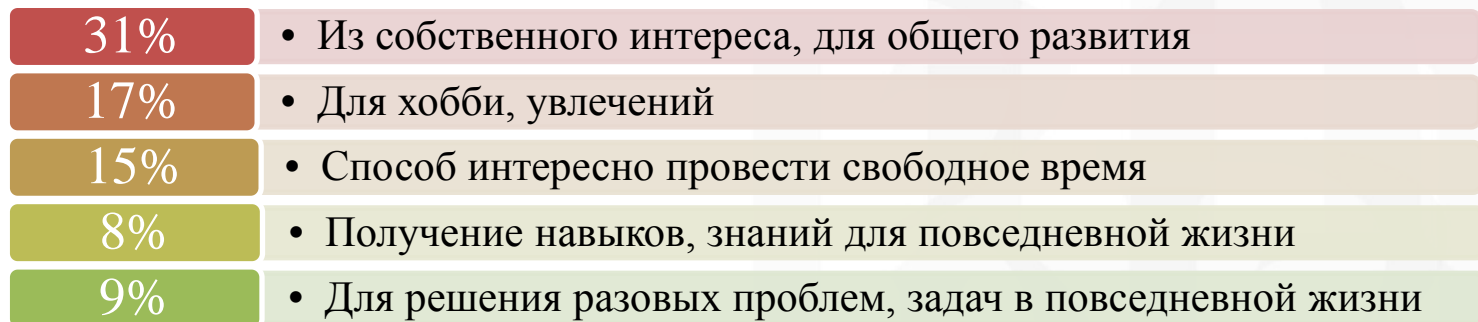 31% • Из собственного интереса, для общего развития
17% • Для хобби, увлечений
15% • Способ интересно провести свободное время
8% • Получение навыков, знаний для повседневной жизни
9% • Для решения разовых проблем, задач в повседневной жизни